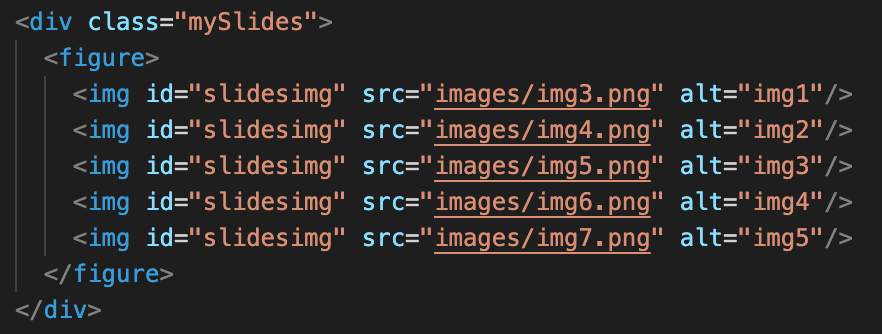 <div class="mySlides">
<figure>
<img id="slidesimg" src="images/img3.png" alt="img1"/>
<img id="slidesimg" src="images/img4.png" alt="img2"/>
<img id="slidesimg" src="images/img5.png" alt="img3"/>
<img id="slidesimg" src="images/img6.png" alt="img4"/>
<img id="slidesimg" src="images/img7.png" alt="img5"/>
</figure>
</div>